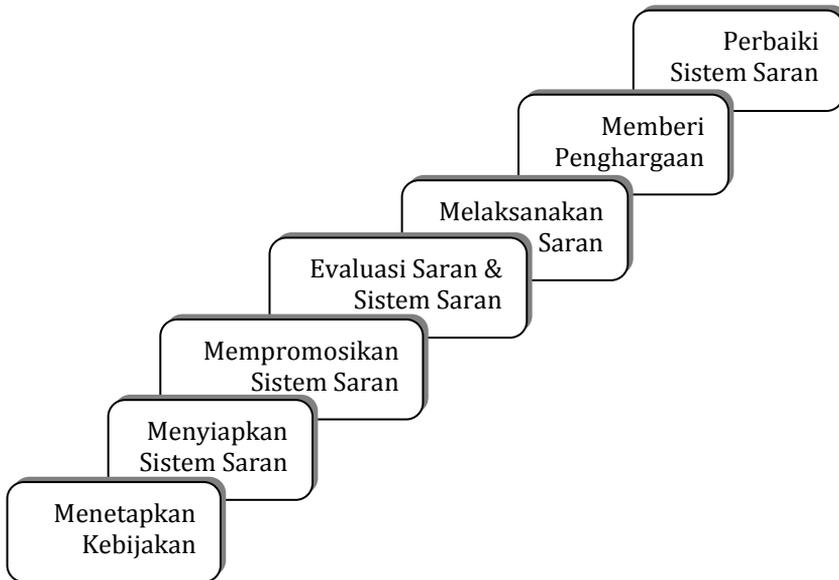 Perbaiki
Sistem Saran
Memberi
Penghargaan
Melaksanakan
Saran
Evaluasi Saran &
Sistem Saran
Mempromosikan
Sistem Saran
Menyiapkan
Sistem Saran
Menetapkan
Kebijakan